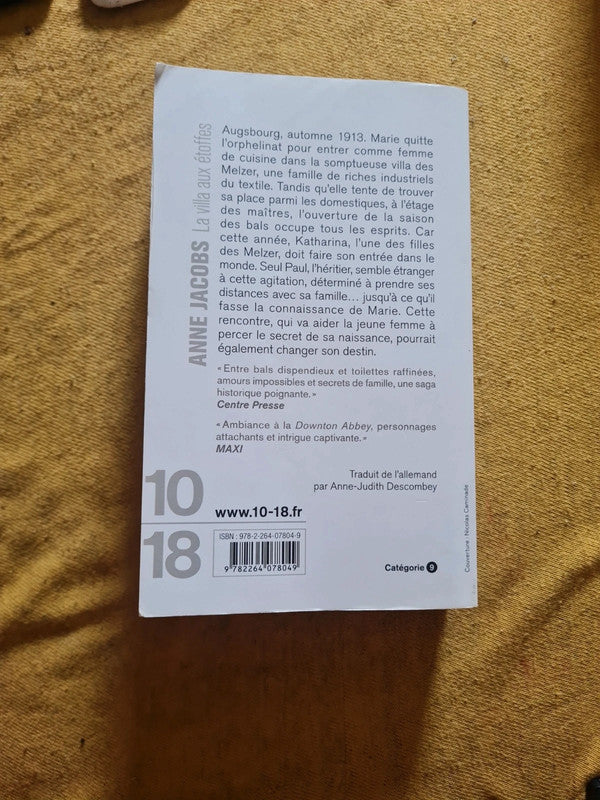 ANNE JACOBS La villa aux étoffes
Augsbourg, automne 1913. Marie quitte
l'orphelinat pour entrer comme femme
de cuisine dans la somptueuse villa des
Melzer, une famille de riches industriels
du textile. Tandis qu'elle tente de trouver
sa place parmi les domestiques, à l'étage
des maîtres, l'ouverture de la saison
des bals occupe tous les esprits. Car
cette année, Katharina, l'une des filles
des Melzer, doit faire son entrée dans le
monde. Seul Paul, l'héritier, semble étranger
à cette agitation, déterminé à prendre ses
distances avec sa famille… jusqu'à ce qu'il
fasse la connaissance de Marie. Cette
rencontre, qui va aider la jeune femme à
percer le secret de sa naissance, pourrait
également changer son destin.
« Entre bals dispendieux et toilettes raffinées,
amours impossibles et secrets de famille, une saga
historique poignante. »
Centre Presse
« Ambiance à la Downton Abbey, personnages
attachants et intrigue captivante. »
MAXI
Traduit de l'allemand
par Anne-Judith Descombey
10
18
www.10-18.fr
ISBN : 978-2-264-07804-9
9 782264 078049
Catégorie 9
Couverture : Nicolas Caminade